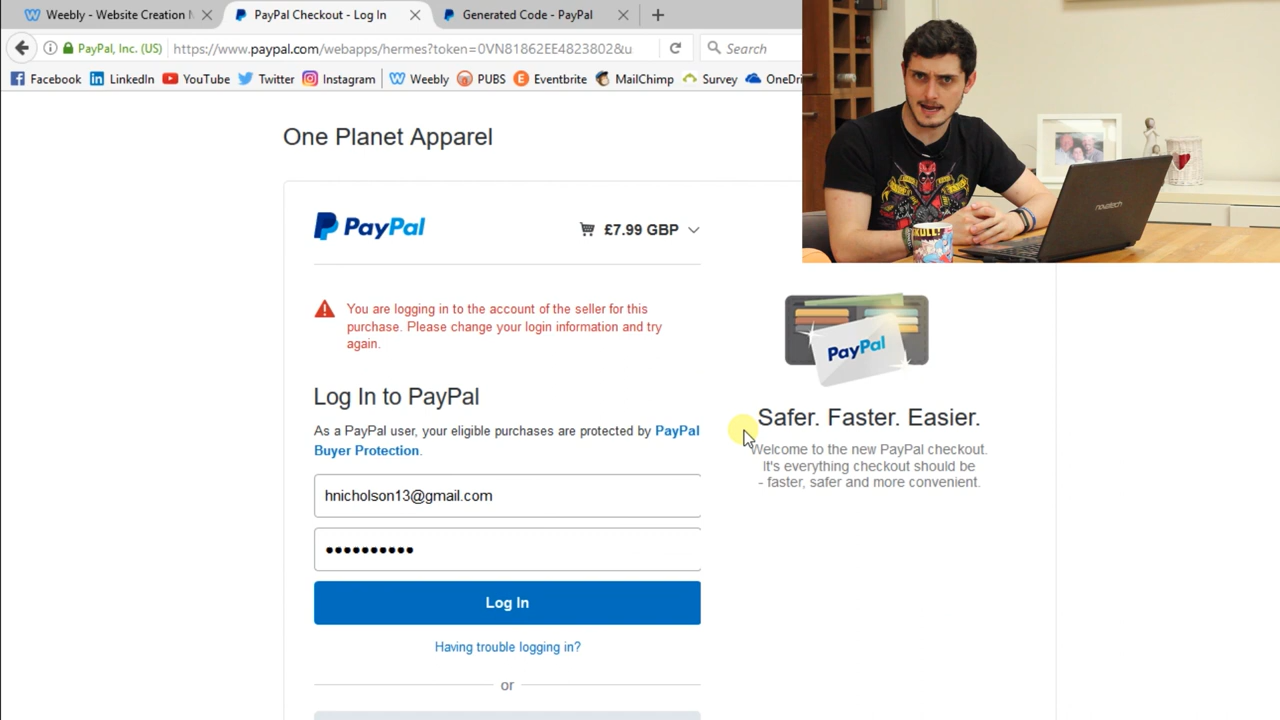 Weebly - Website Creation
PayPal Checkout - Log In
Generated Code - PayPal
PayPal, Inc. (US)
https://www.paypal.com/webapps/hermes?token=0VN81862EE4823802&u
Search
Facebook
LinkedIn
YouTube
Twitter
Instagram
Weebly
PUBS
Eventbrite
MailChimp
Survey
OneDri
One Planet Apparel
PayPal
£7.99 GBP
You are logging in to the account of the seller for this
purchase. Please change your login information and try
again.
Log In to PayPal
As a PayPal user, your eligible purchases are protected by PayPal
Buyer Protection.
hnicholson13@gmail.com
••••••••••
Log In
Having trouble logging in?
or
novatech
PayPal
Safer. Faster. Easier.
Welcome to the new PayPal checkout.
It's everything checkout should be
- faster, safer and more convenient.